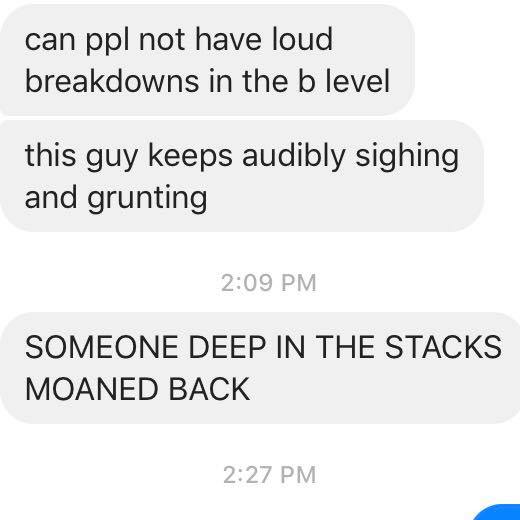 can ppl not have loud
breakdowns in the b level
this guy keeps audibly sighing
and grunting
2:09 PM
SOMEONE DEEP IN THE STACKS
MOANED BACK
2:27 PM